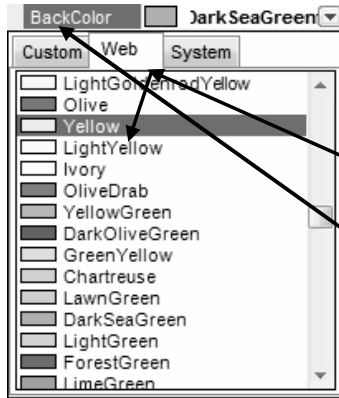 BackColor DarkSeaGreen
Custom Web System
LightGoldenrodYellow
Olive
Yellow
LightYellow
Ivory
OliveDrab
YellowGreen
DarkOliveGreen
GreenYellow
Chartreuse
LawnGreen
DarkSeaGreen
LightGreen
ForestGreen
LimeGreen